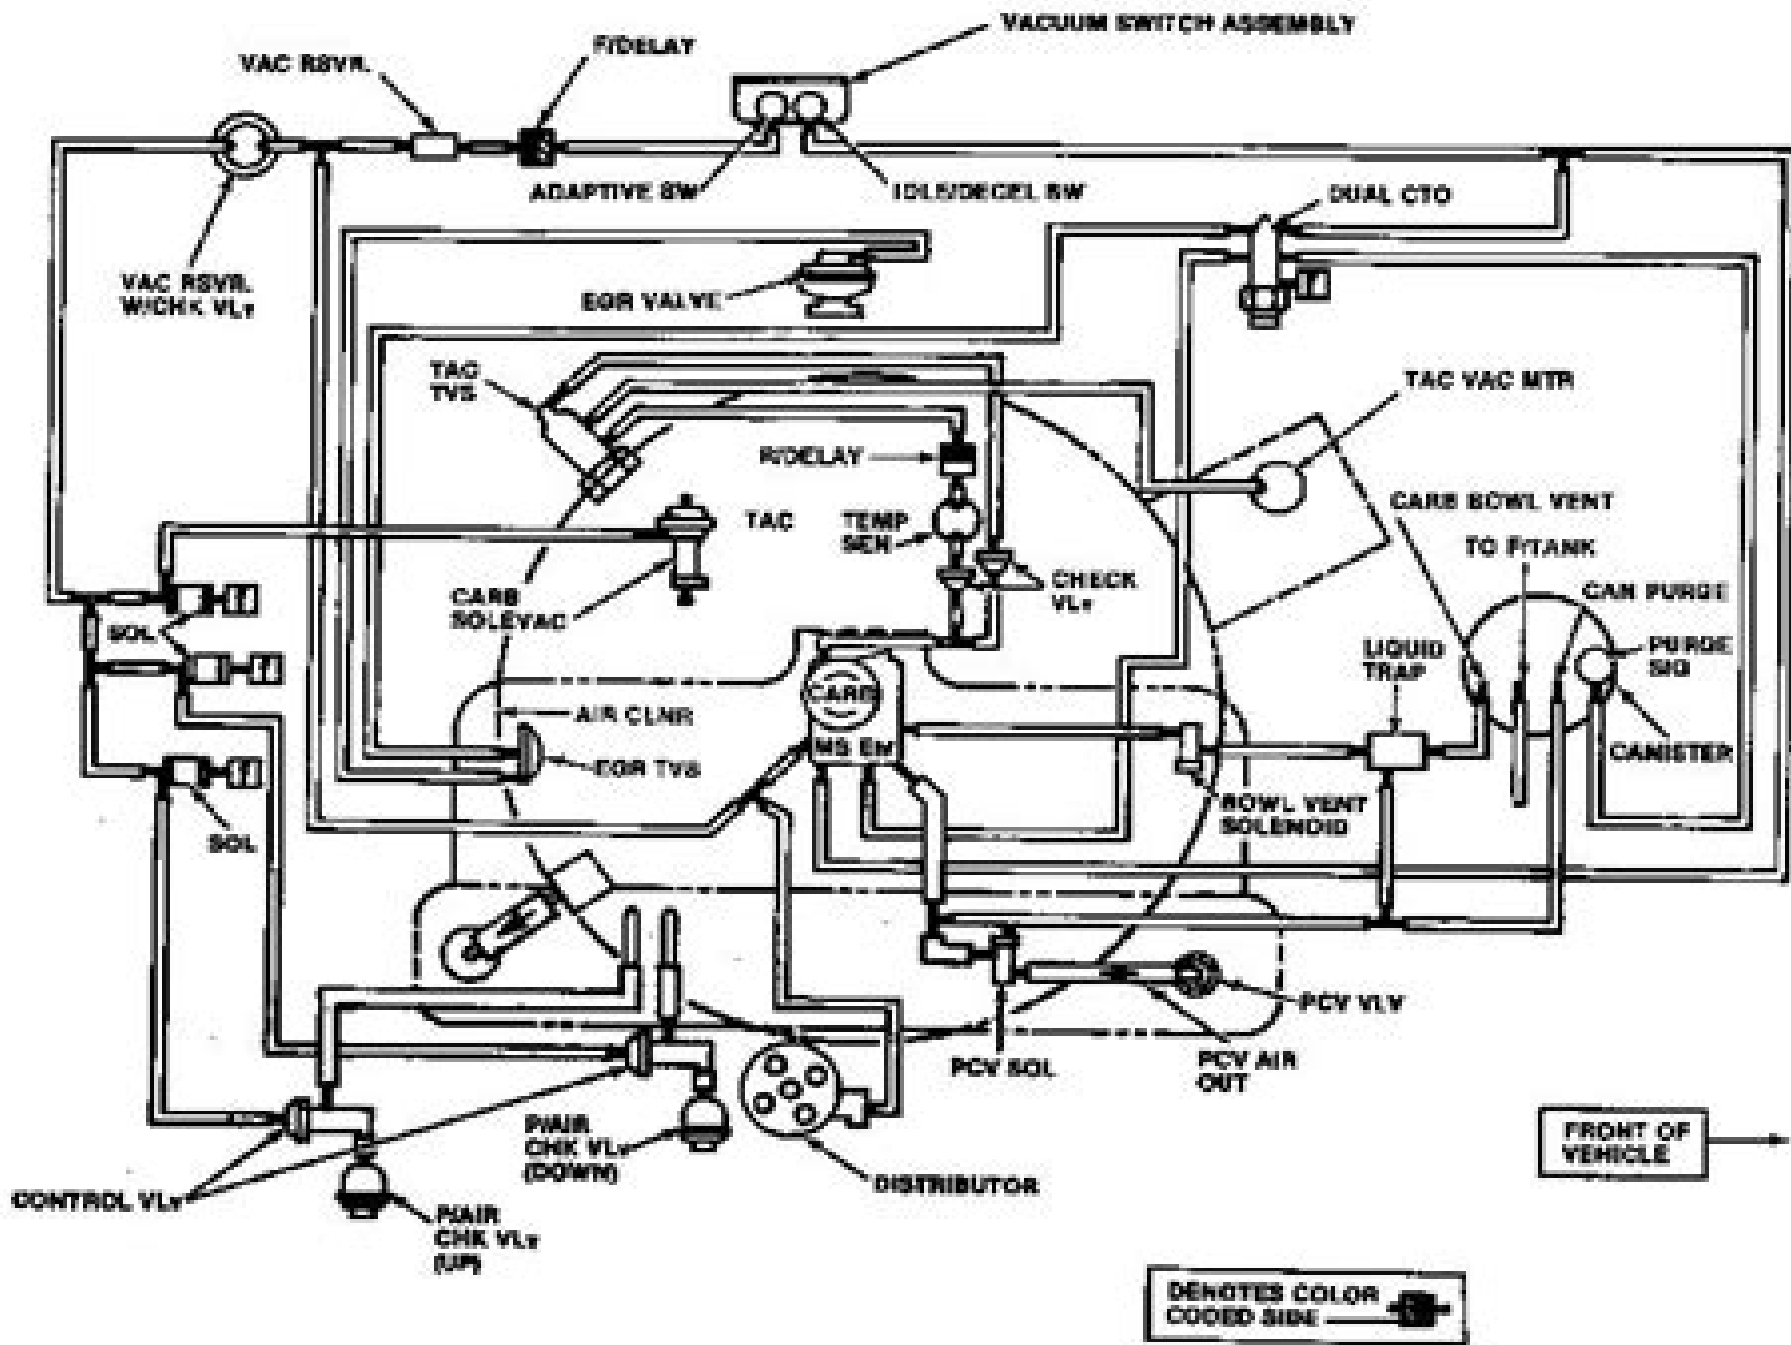 VACUUM SWITCH ASSEMBLY
F/DELAY
VAC RSVR.
ADAPTIVE SW
IDLE/DECEL SW
DUAL CTO
VAC RSVR.
W/CHK VLv
EGR VALVE
TAC
TVS
TAC VAC MTR
R/DELAY
CARB BOWL VENT
TAC
TEMP
SEN
TO F/TANK
CHECK
VLv
CAN PURGE
CARB
SOLEVAC
SOL
LIQUID
TRAP
PURGE
SIG
CARB
AIR CLNR
MS EM
CANISTER
EGR TVS
BOWL VENT
SOLENOID
SOL
PCV VLV
PCV SOL
PCV AIR
OUT
P/AIR
CHK VLv
(DOWN)
FRONT OF
VEHICLE
DISTRIBUTOR
CONTROL VLv
P/AIR
CHK VLv
(UP)
DENOTES COLOR
CODED SIDE